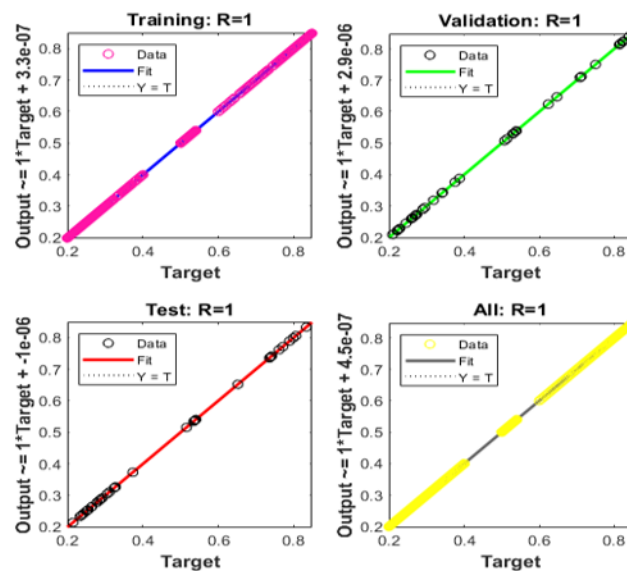 Training: R=1
Output ~= 1*Target + 3.3e-07
0.8
0.7
0.6
0.5
0.4
0.3
0.2
Data
Fit
Y = T
0.2 0.4 0.6 0.8
Target
Validation: R=1
Output ~= 1*Target + 2.9e-06
0.8
0.7
0.6
0.5
0.4
0.3
0.2
Data
Fit
Y = T
0.2 0.4 0.6 0.8
Target
Test: R=1
Output ~= 1*Target + -1e-06
0.8
0.7
0.6
0.5
0.4
0.3
0.2
Data
Fit
Y = T
0.2 0.4 0.6 0.8
Target
All: R=1
Output ~= 1*Target + 4.5e-07
0.8
0.7
0.6
0.5
0.4
0.3
0.2
Data
Fit
Y = T
0.2 0.4 0.6 0.8
Target